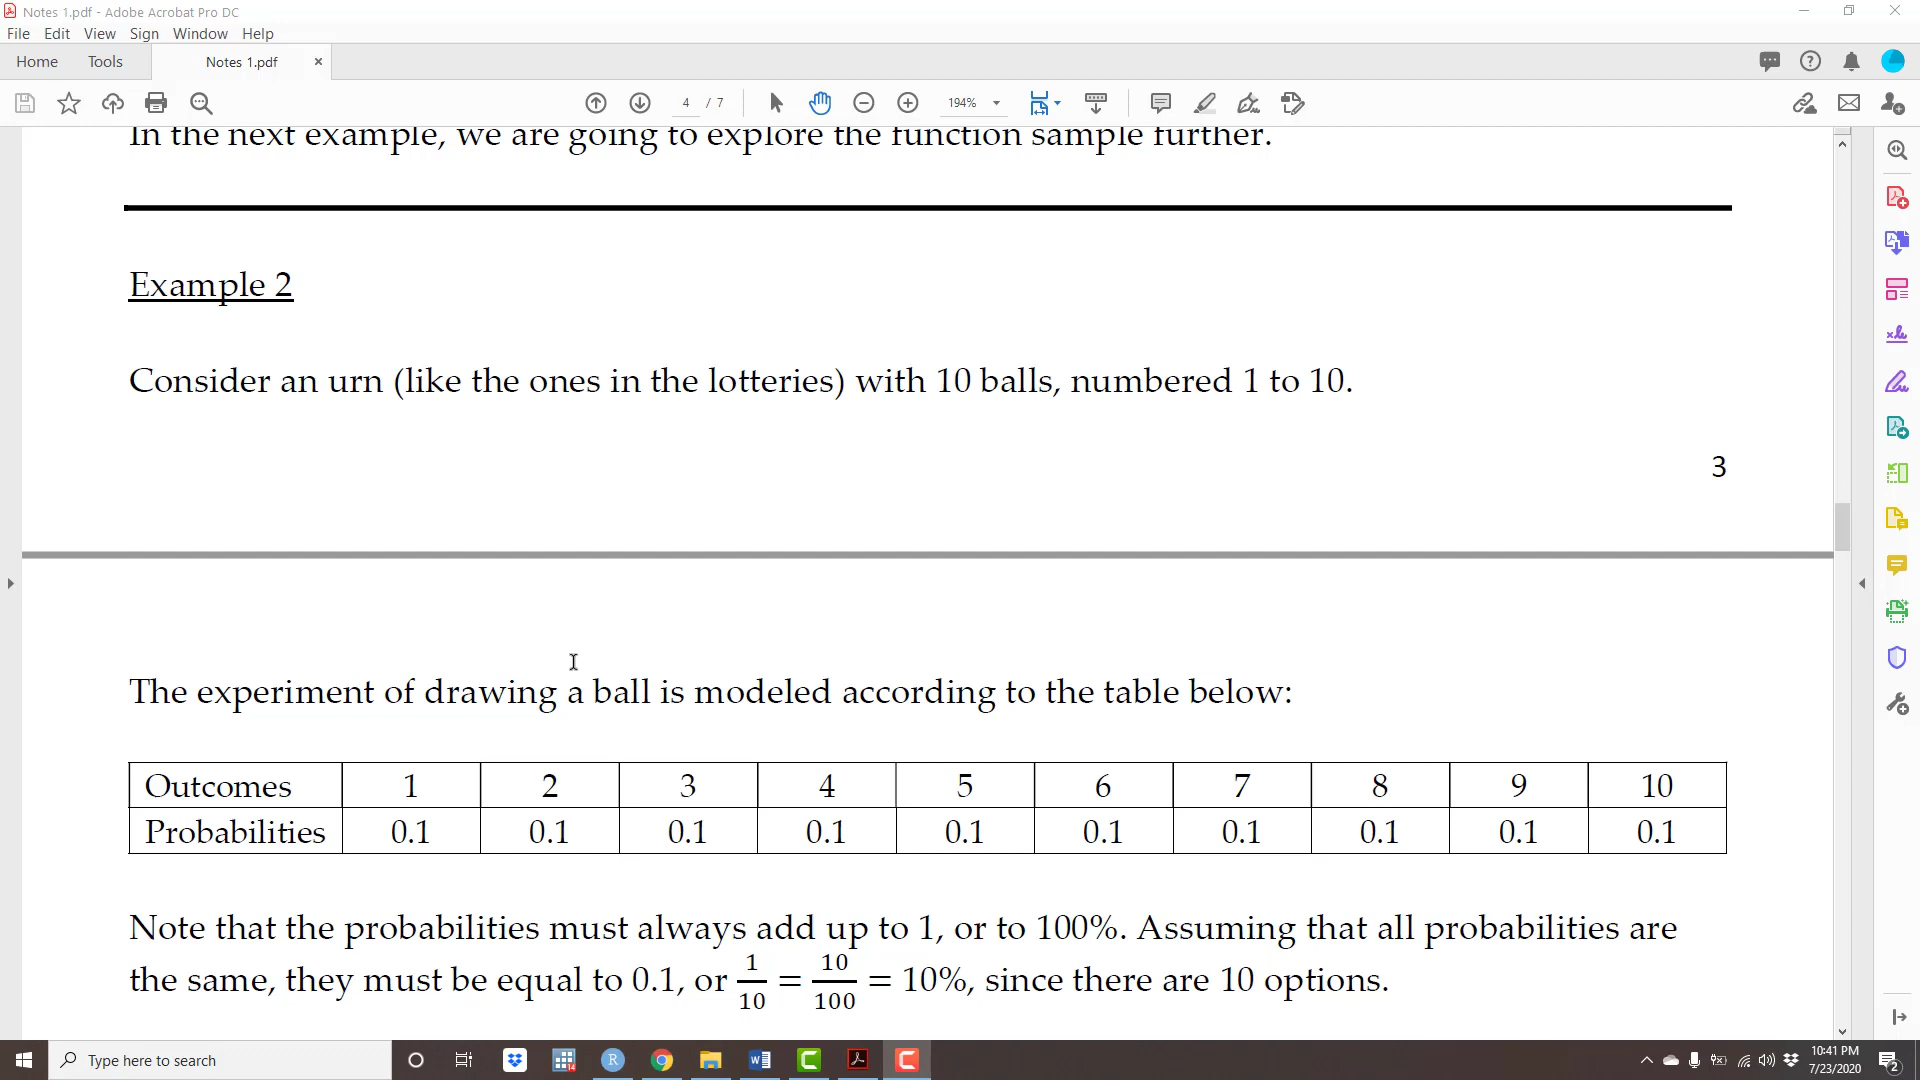 Notes 1.pdf - Adobe Acrobat Pro DC
File Edit View Sign Window Help
Home Tools Notes 1.pdf ×
4 / 7 194%
In the next example, we are going to explore the function sample further.
Example 2
Consider an urn (like the ones in the lotteries) with 10 balls, numbered 1 to 10.
3
The experiment of drawing a ball is modeled according to the table below:
Outcomes 1 2 3 4 5 6 7 8 9 10
Probabilities 0.1 0.1 0.1 0.1 0.1 0.1 0.1 0.1 0.1 0.1
Note that the probabilities must always add up to 1, or to 100%. Assuming that all probabilities are
the same, they must be equal to 0.1, or 1/10 = 10/100 = 10%, since there are 10 options.
Type here to search
10:41 PM
7/23/2020
2